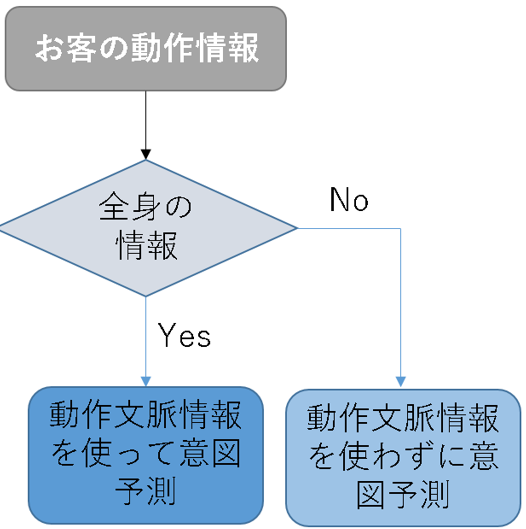 お客の動作情報
全身の
情報
No
Yes
動作文脈情報
を使って意図
予測
動作文脈情報
を使わずに意
図予測